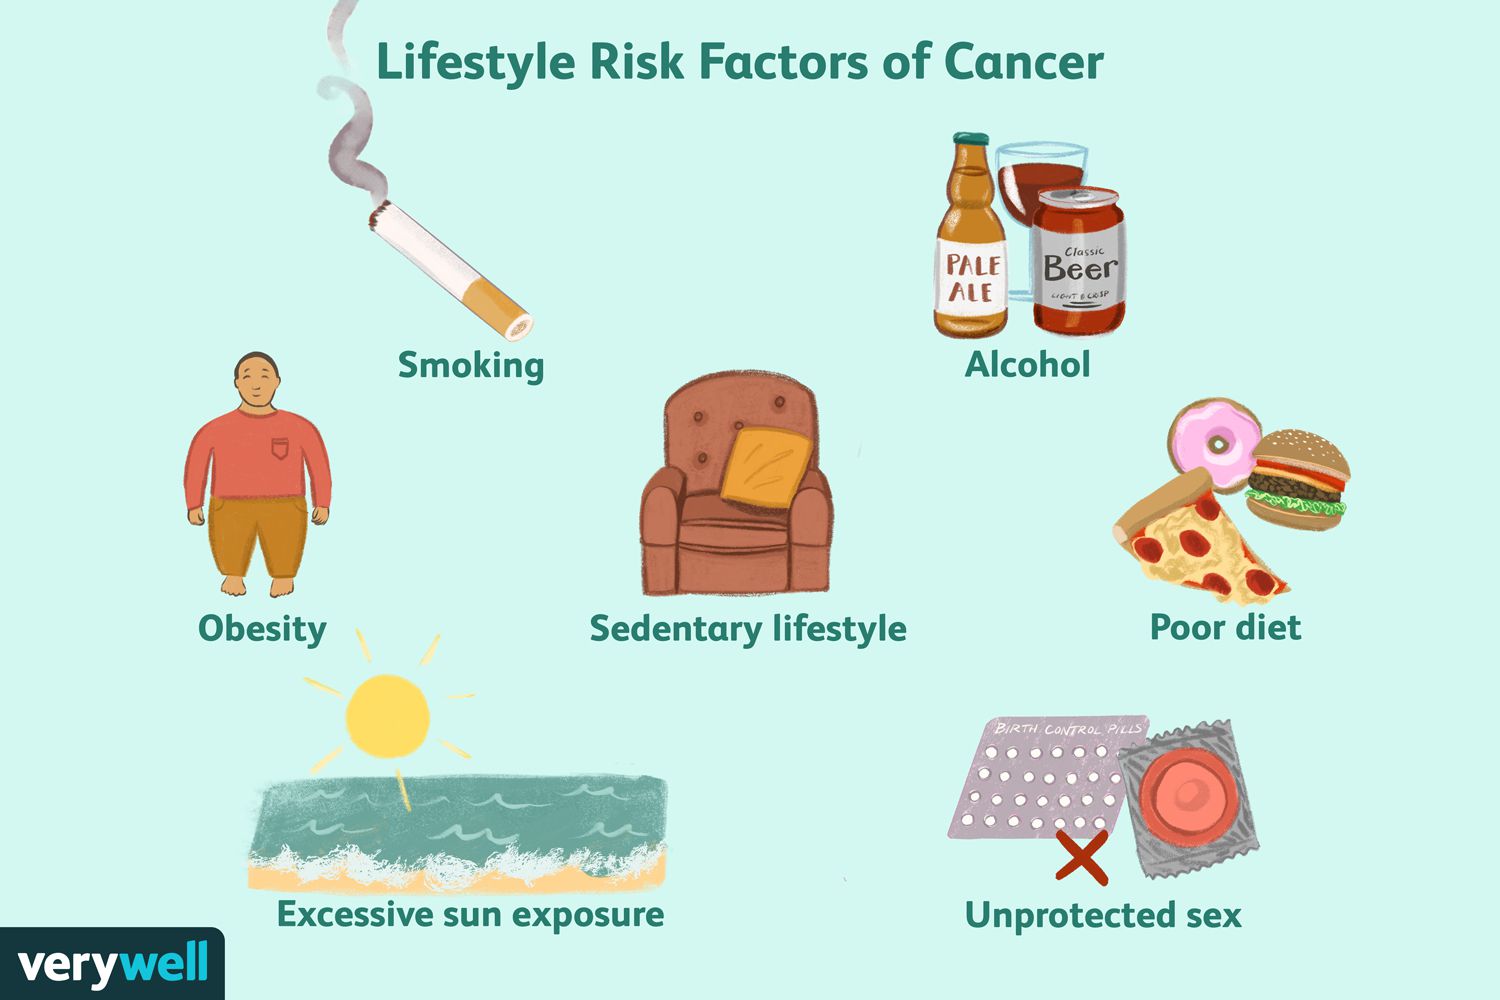 Lifestyle Risk Factors of Cancer
PALE
ALE
Classic
Beer
LIGHT & CRISP
Smoking
Alcohol
Obesity
Sedentary lifestyle
Poor diet
BIRTH CONTROL PILLS
Excessive sun exposure
Unprotected sex
verywell